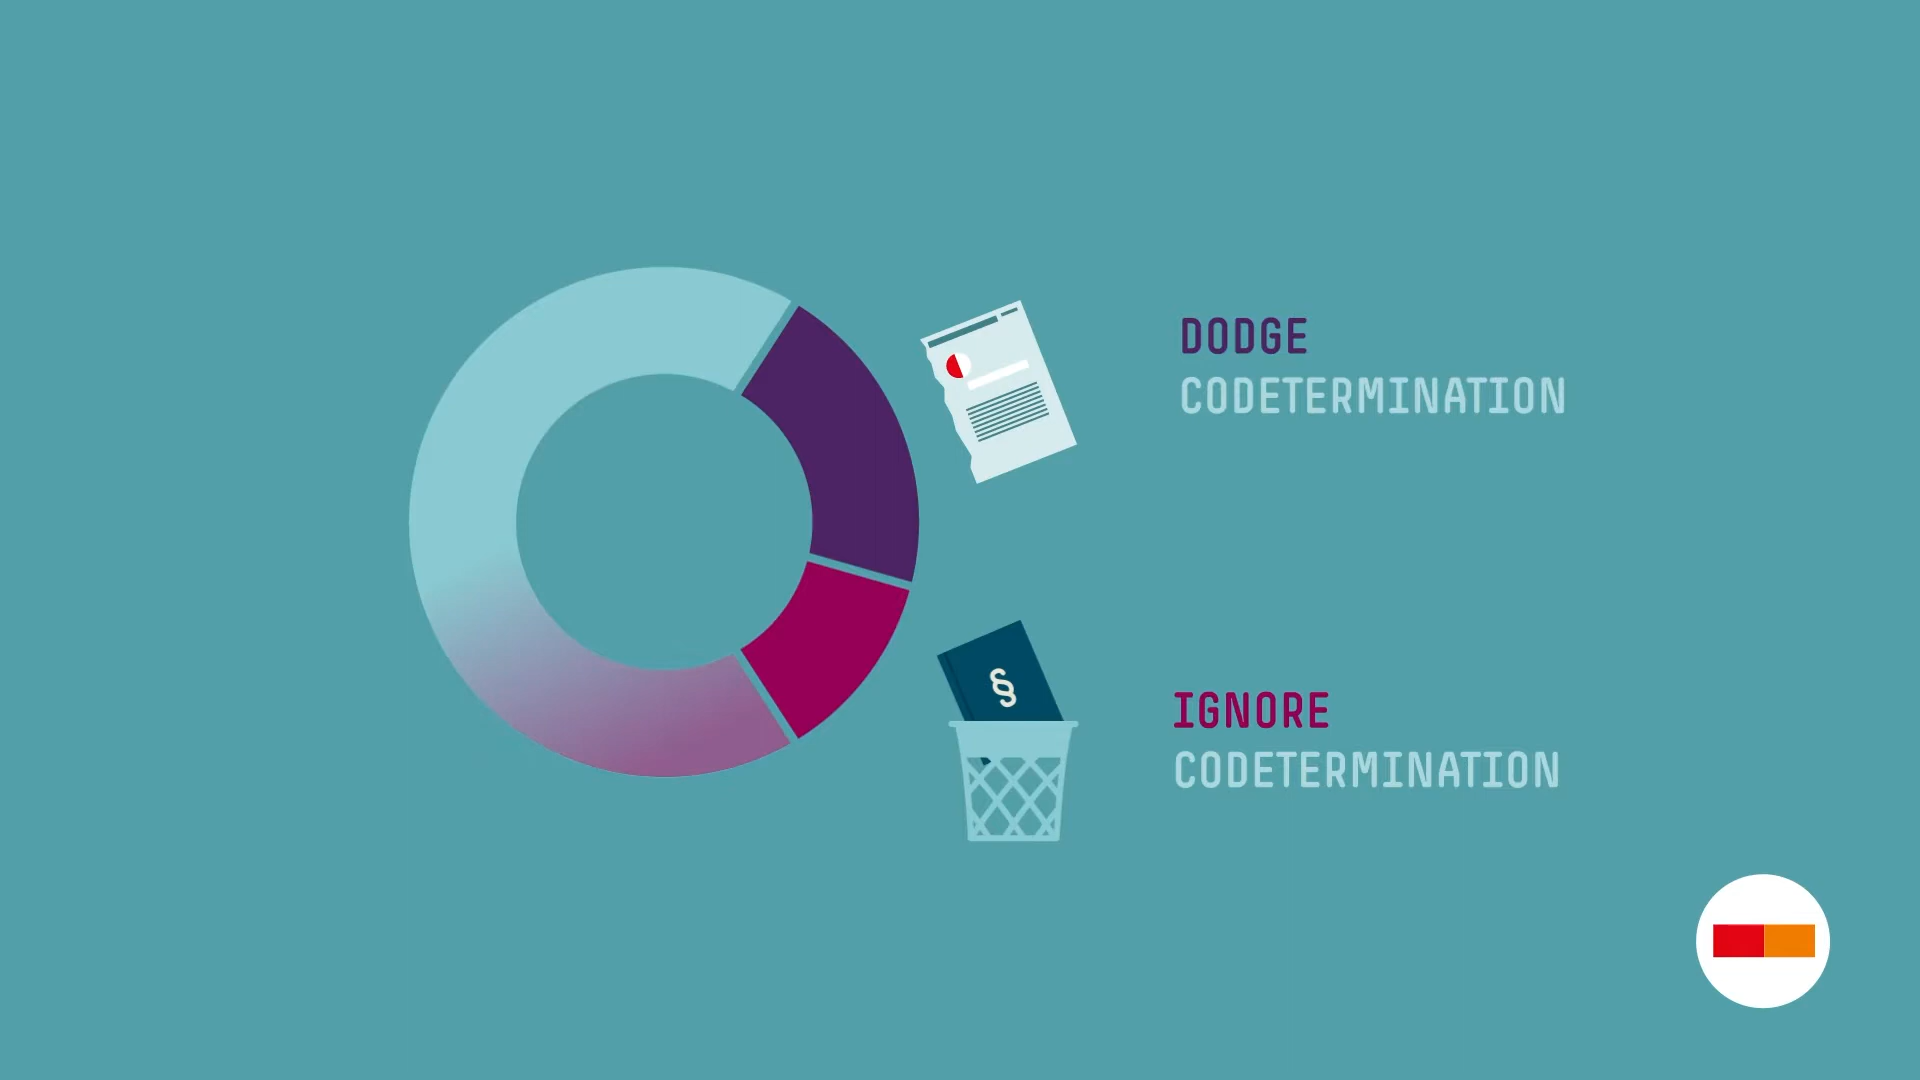 DODGE
CODETERMINATION
§
IGNORE
CODETERMINATION